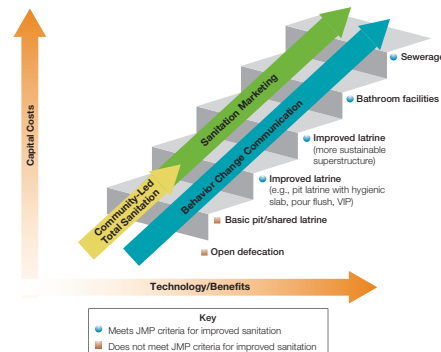 Capital Costs
Sanitation Marketing
Behavior Change Communication
Community-Led
Total Sanitation
Sewerage
Bathroom facilities
Improved latrine
(more sustainable
superstructure)
Improved latrine
(e.g., pit latrine with hygienic
slab, pour flush, VIP)
Basic pit/shared latrine
Open defecation
Technology/Benefits
Key
Meets JMP criteria for improved sanitation
Does not meet JMP criteria for improved sanitation